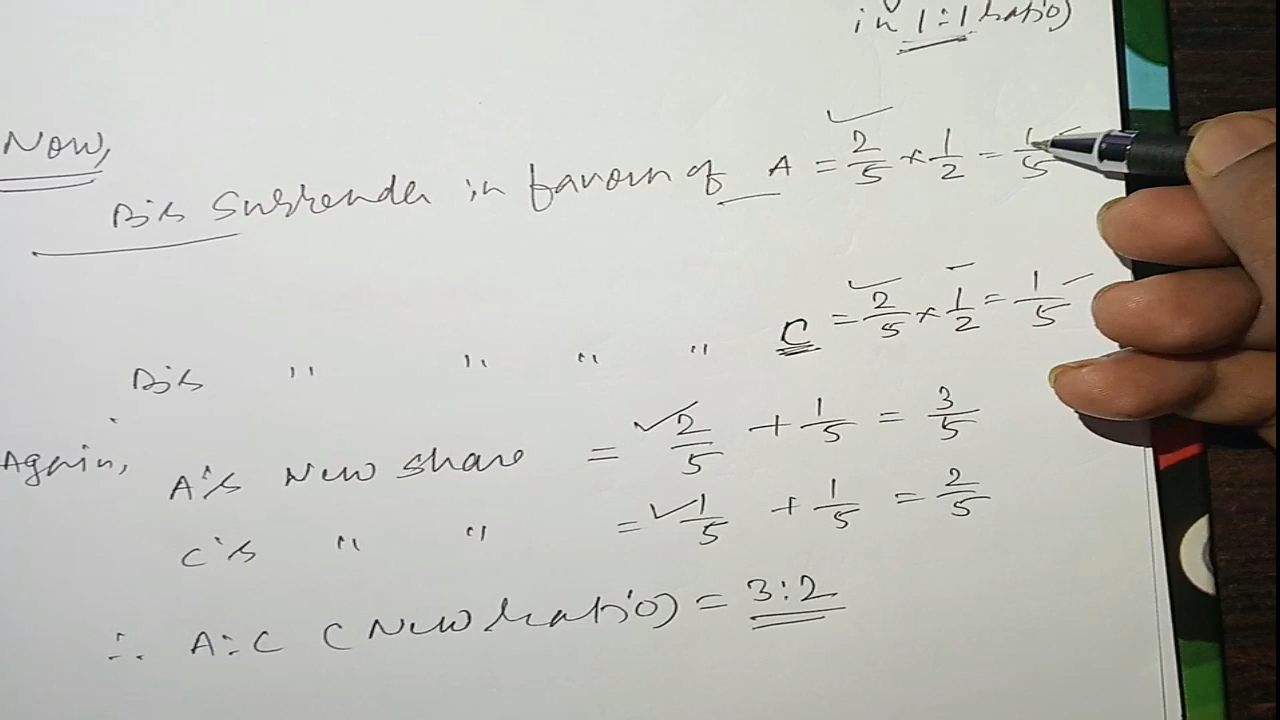 in 1:1 ratio)
Now,
B's surrender in favour of A = 2/5 × 1/2 = 1/5
B's " " " " C = 2/5 × 1/2 = 1/5
Again,
A's New share = 2/5 + 1/5 = 3/5
C's " " = 1/5 + 1/5 = 2/5
∴ A:C (New ratio) = 3:2